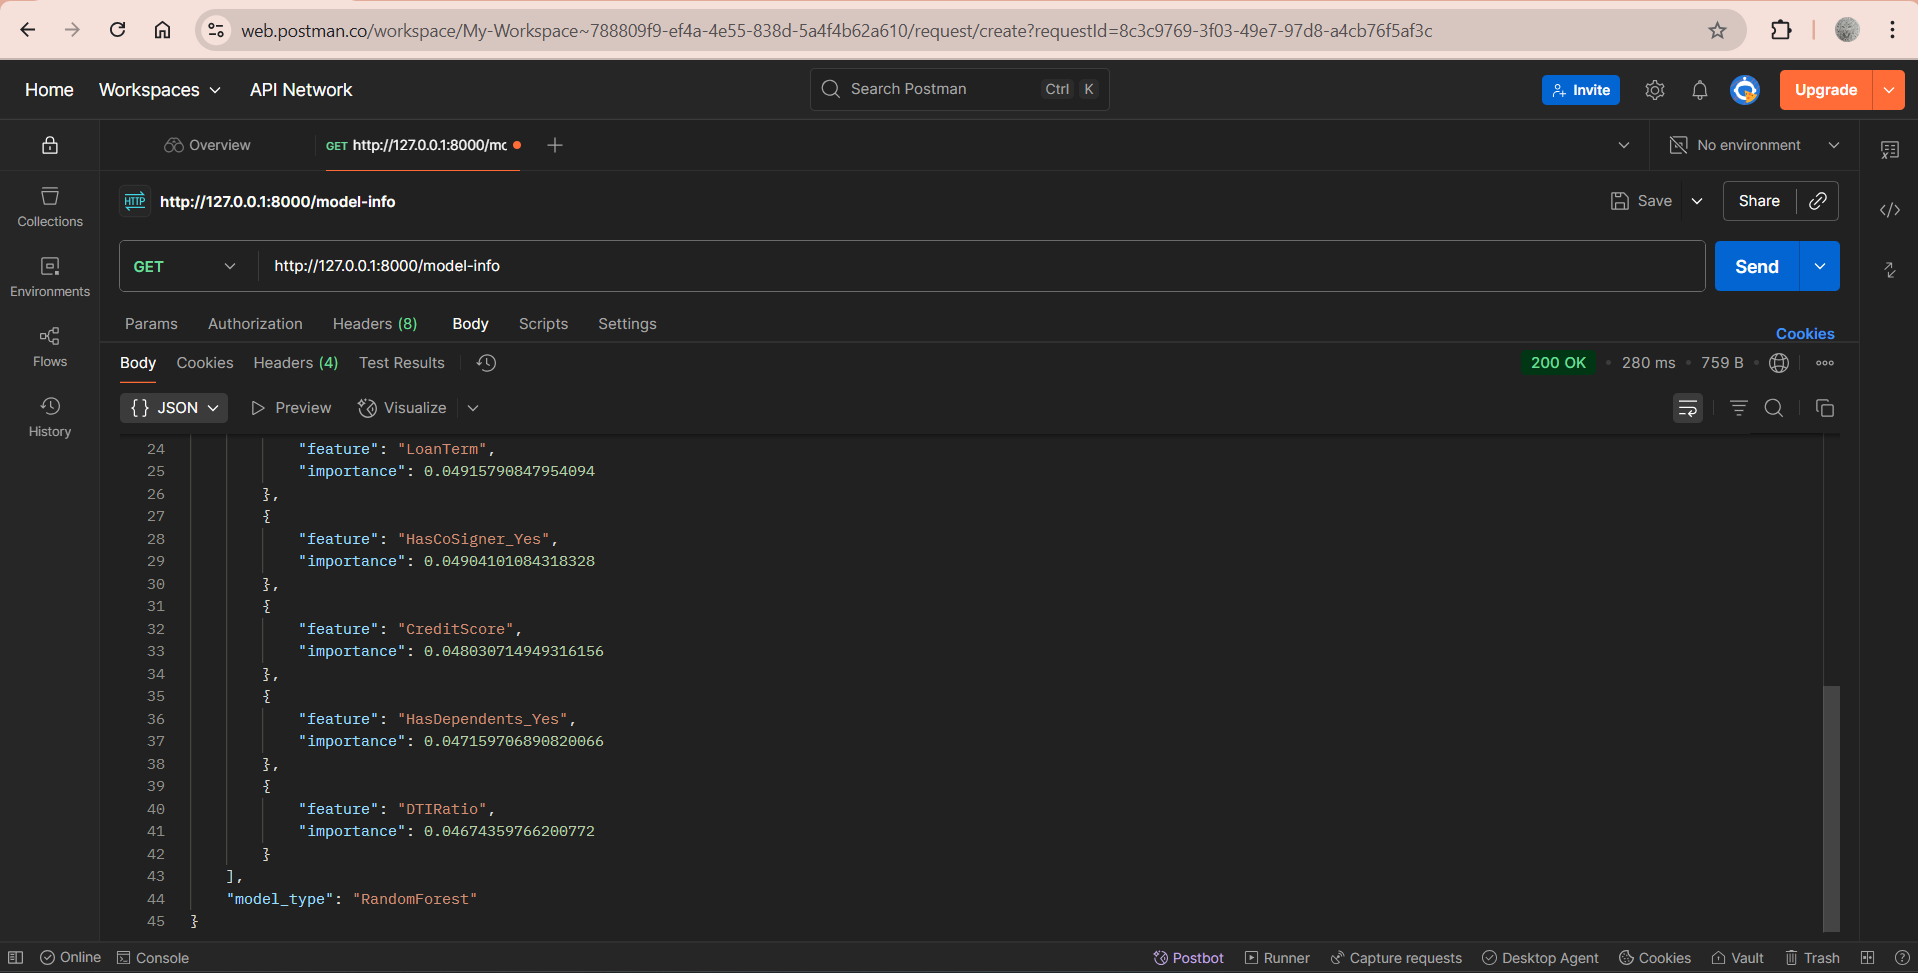 web.postman.co/workspace/My-Workspace~788809f9-ef4a-4e55-838d-5a4f4b62a610/request/create?requestId=8c3c9769-3f03-49e7-97d8-a4cb76f5af3c
Home Workspaces API Network Search Postman Ctrl K Invite Upgrade
Overview GET http://127.0.0.1:8000/mc No environment
HTTP http://127.0.0.1:8000/model-info Save Share
Collections
GET http://127.0.0.1:8000/model-info Send
Environments
Params Authorization Headers (8) Body Scripts Settings Cookies
Flows
Body Cookies Headers (4) Test Results 200 OK • 280 ms • 759 B •
{} JSON Preview Visualize
History
24 "feature": "LoanTerm",
25 "importance": 0.04915790847954094
26 },
27 {
28 "feature": "HasCoSigner_Yes",
29 "importance": 0.04904101084318328
30 },
31 {
32 "feature": "CreditScore",
33 "importance": 0.048030714949316156
34 },
35 {
36 "feature": "HasDependents_Yes",
37 "importance": 0.047159706890820066
38 },
39 {
40 "feature": "DTIRatio",
41 "importance": 0.04674359766200772
42 }
43 ],
44 "model_type": "RandomForest"
45 }
Online Console Postbot Runner Capture requests Desktop Agent Cookies Vault Trash